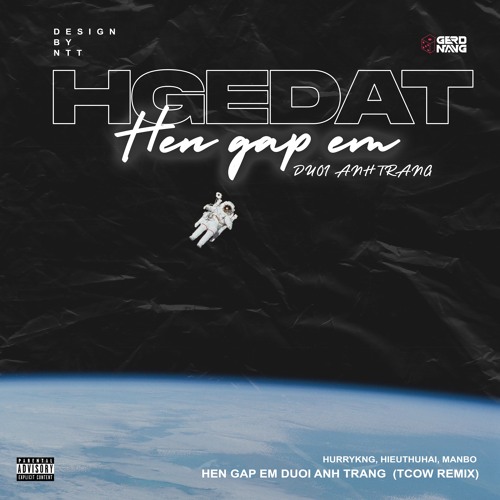 DESIGN
BY
NTT
GERD
NANG
HGEDAT
Hen gap em
DUOI ANH TRANG
PARENTAL
ADVISORY
EXPLICIT CONTENT
HURRYKNG, HIEUTHUHAI, MANBO
HEN GAP EM DUOI ANH TRANG (TCOW REMIX)